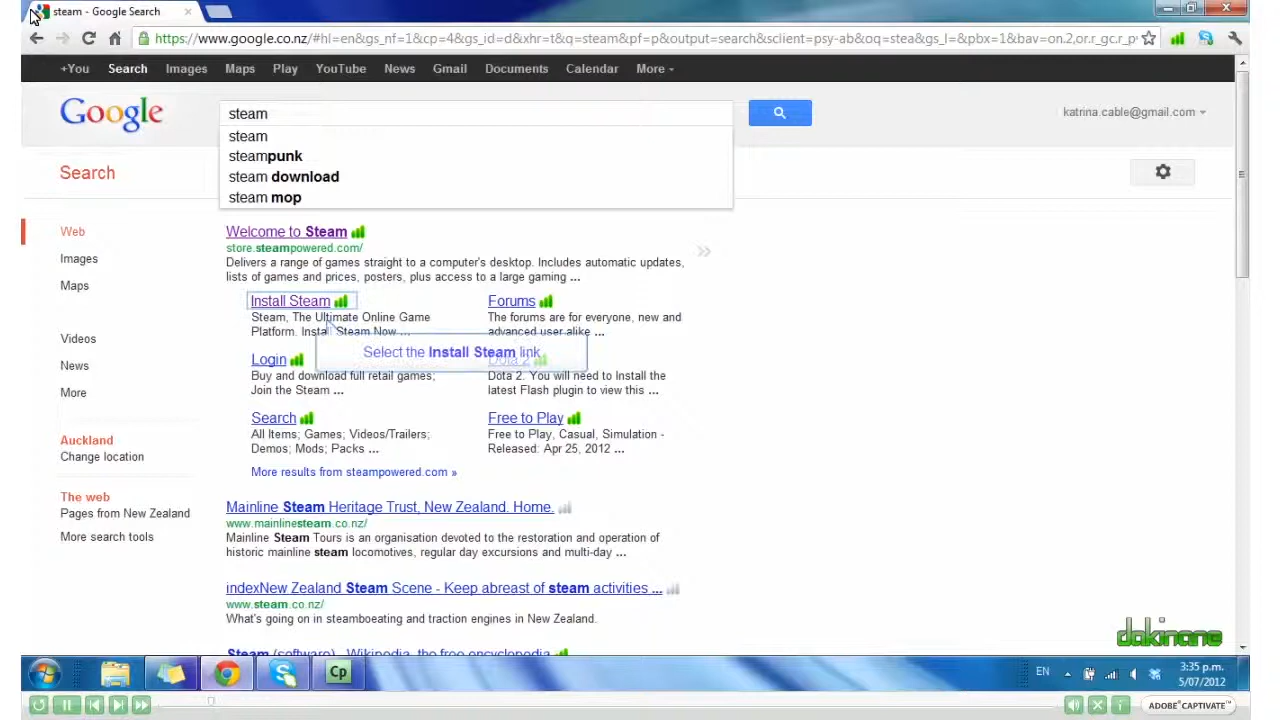 steam - Google Search
https://www.google.co.nz/#hl=en&gs_nf=1&cp=4&gs_id=d&xhr=t&q=steam&pf=p&output=search&sclient=psy-ab&oq=stea&gs_l=&pbx=1&bav=on.2,or.r_gc.r_p
+You Search Images Maps Play YouTube News Gmail Documents Calendar More
Google
steam
katrina.cable@gmail.com
steam
steampunk
steam download
steam mop
Search
Web
Images
Maps
Videos
News
More
Auckland
Change location
The web
Pages from New Zealand
More search tools
Welcome to Steam
store.steampowered.com/
Delivers a range of games straight to a computer's desktop. Includes automatic updates,
lists of games and prices, posters, plus access to a large gaming ...
Install Steam
Steam, The Ultimate Online Game
Platform. Install Steam Now ...
Forums
The forums are for everyone, new and
advanced user alike ...
Select the Install Steam link.
Login
Buy and download full retail games;
Join the Steam ...
Dota 2
Dota 2. You will need to Install the
latest Flash plugin to view this ...
Search
All Items; Games; Videos/Trailers;
Demos; Mods; Packs ...
Free to Play
Free to Play, Casual, Simulation -
Released: Apr 25, 2012 ...
More results from steampowered.com »
Mainline Steam Heritage Trust, New Zealand. Home.
www.mainlinesteam.co.nz/
Mainline Steam Tours is an organisation devoted to the restoration and operation of
historic mainline steam locomotives, regular day excursions and multi-day ...
indexNew Zealand Steam Scene - Keep abreast of steam activities ...
www.steam.co.nz/
What's going on in steamboating and traction engines in New Zealand.
Steam (software) - Wikipedia, the free encyclopedia
dakinane
Cp
EN
3:35 p.m.
5/07/2012
ADOBE® CAPTIVATE™